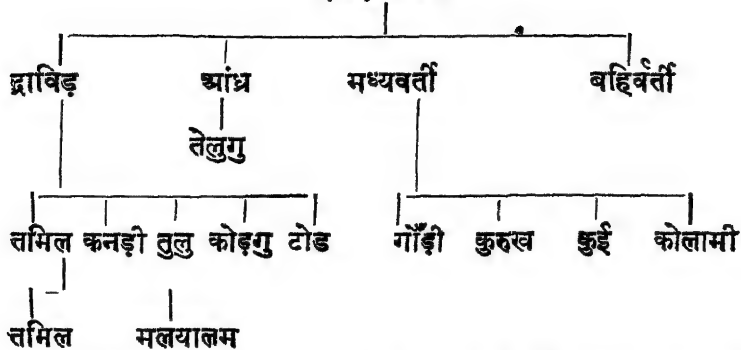 द्राविड़ आंध्र मध्यवर्ती बहिर्वर्ती
तेलुगु
तमिल कनड़ी तुलु कोड़गु टोड गोँड़ी कुरुख कुई कोलामी
तमिल मलयालम